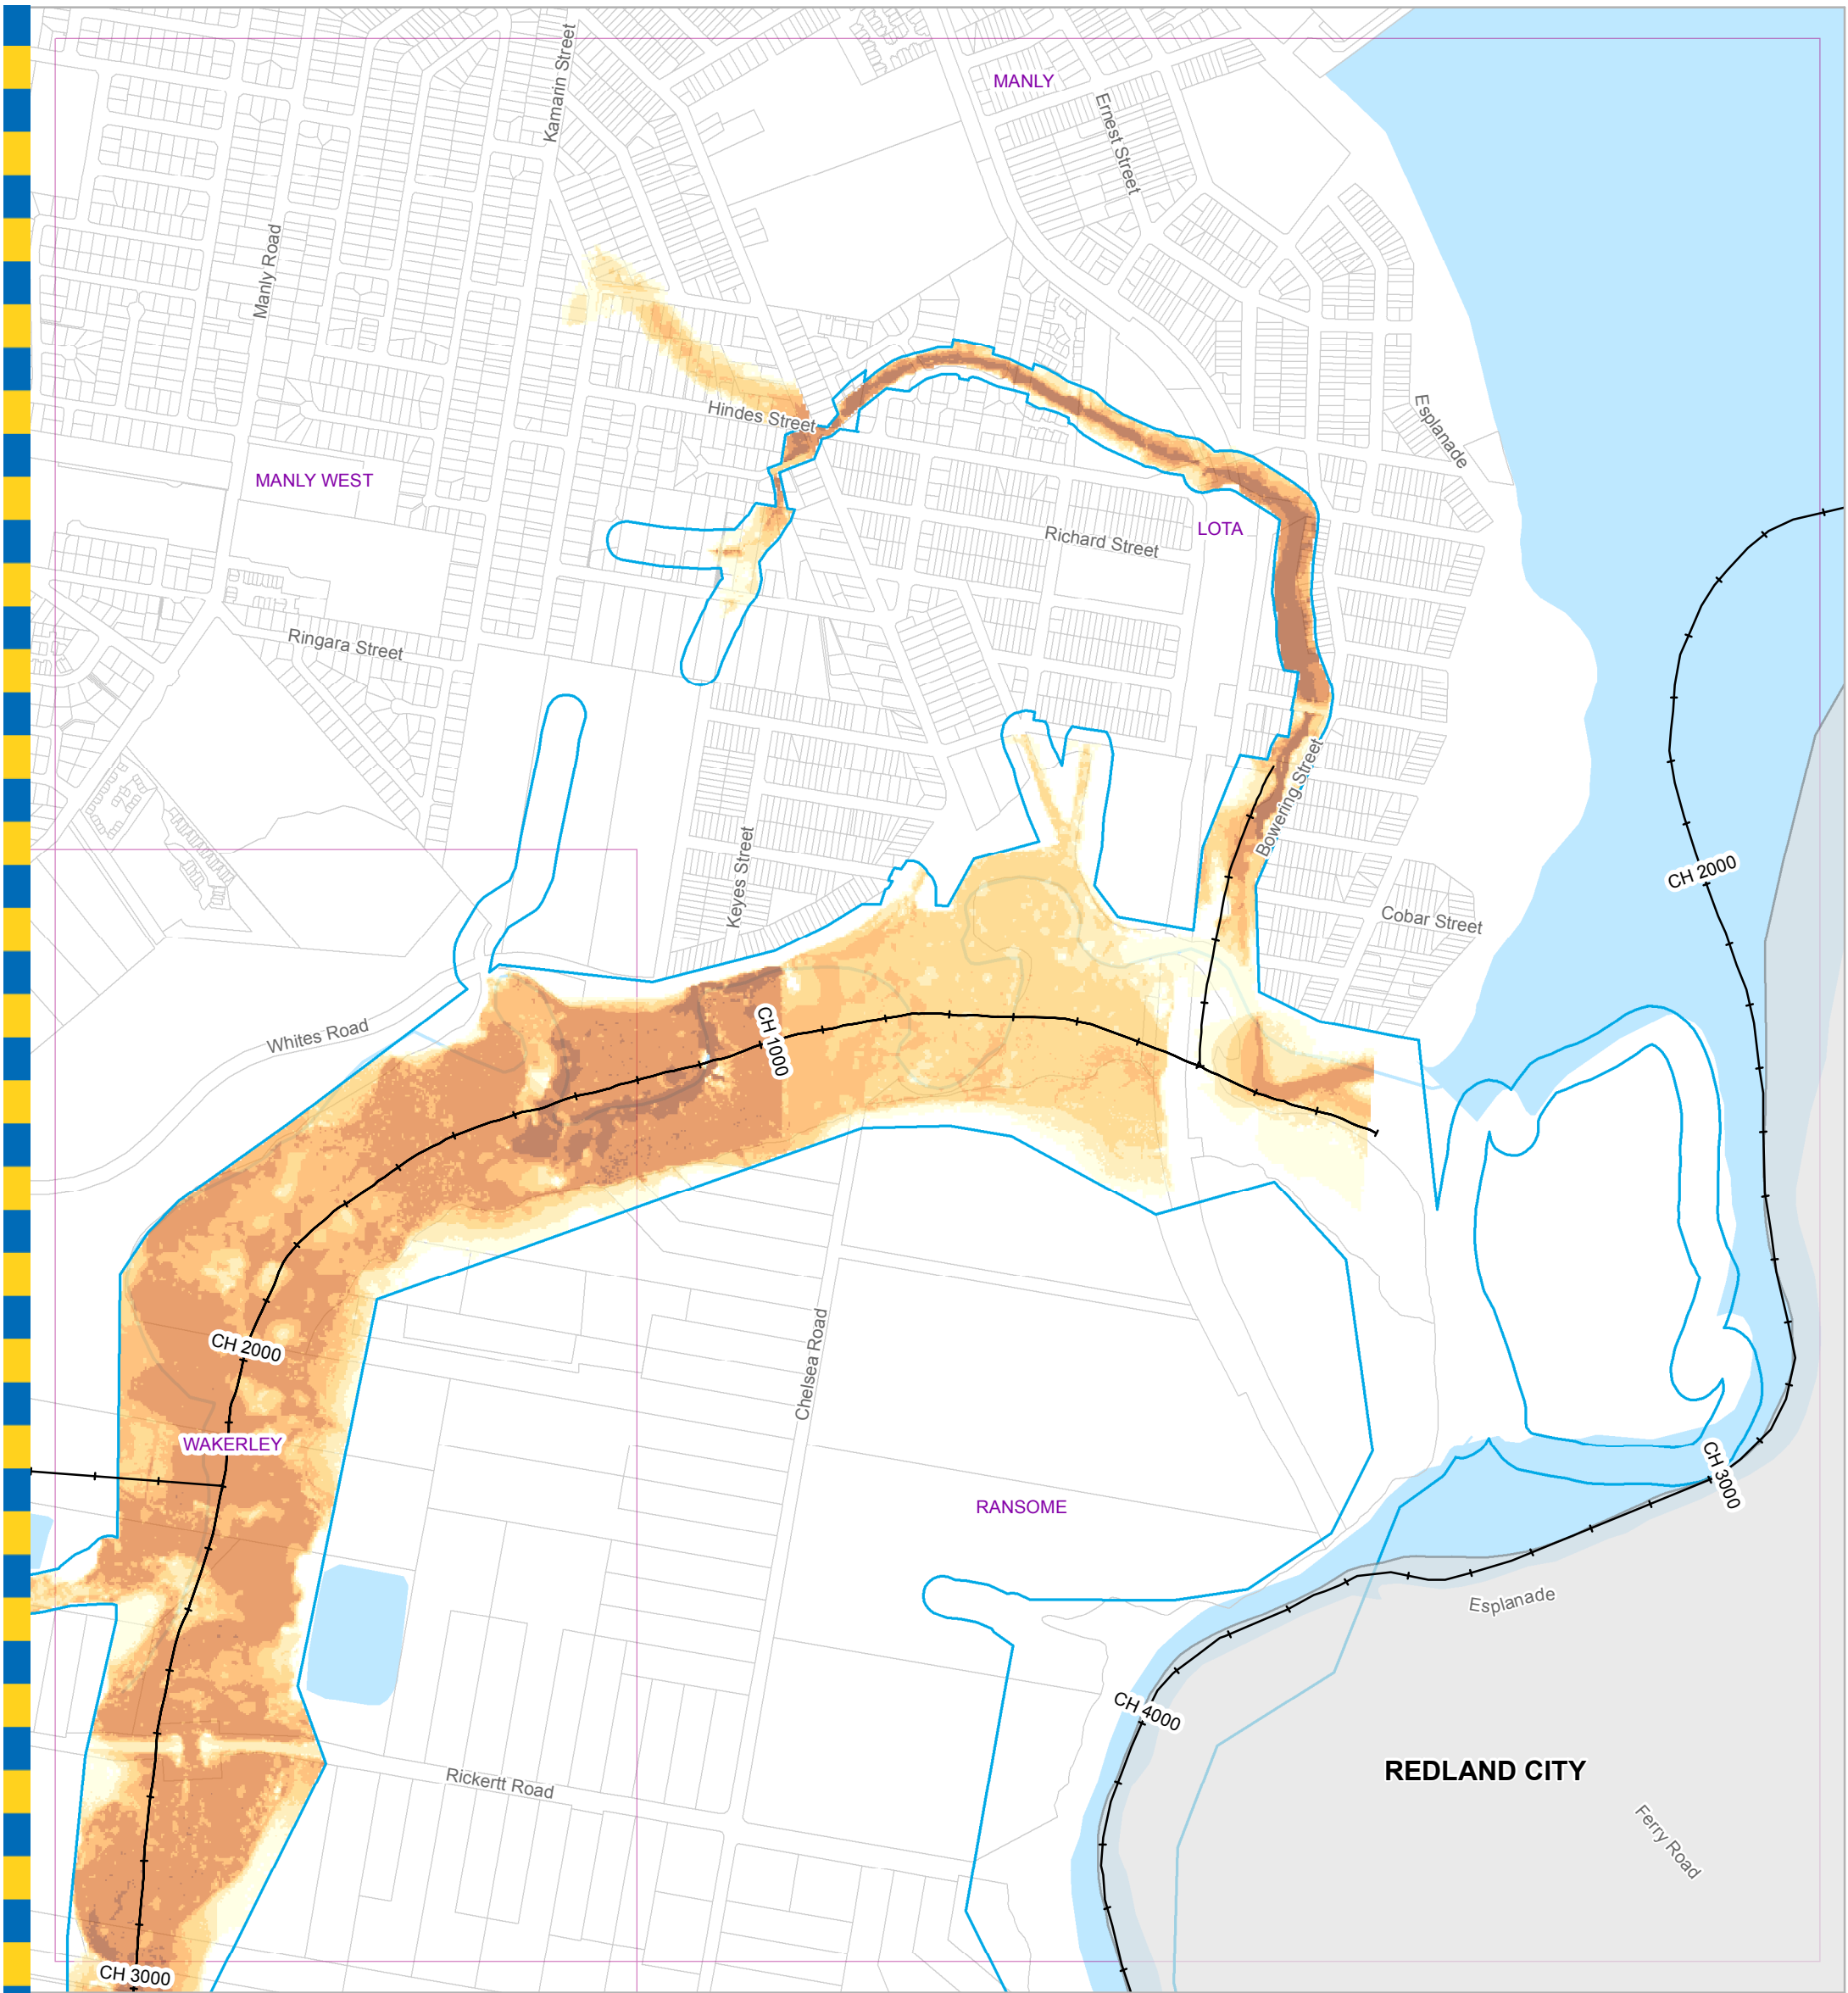 Kamarin Street
MANLY
Ernest Street
Manly Road
Hindes Street
Esplanade
MANLY WEST
LOTA
Richard Street
Ringara Street
Bowering Street
Keyes Street
CH 2000
Cobar Street
Whites Road
CH 1000
CH 2000
Chelsea Road
WAKERLEY
CH 3000
RANSOME
Esplanade
CH 4000
Rickertt Road
REDLAND CITY
Ferry Road
CH 3000